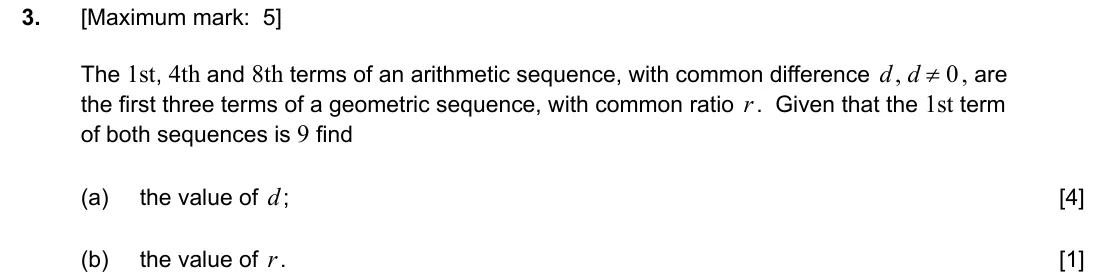 3. [Maximum mark: 5]
The 1st, 4th and 8th terms of an arithmetic sequence, with common difference d, d ≠ 0, are
the first three terms of a geometric sequence, with common ratio r. Given that the 1st term
of both sequences is 9 find
(a) the value of d; [4]
(b) the value of r. [1]